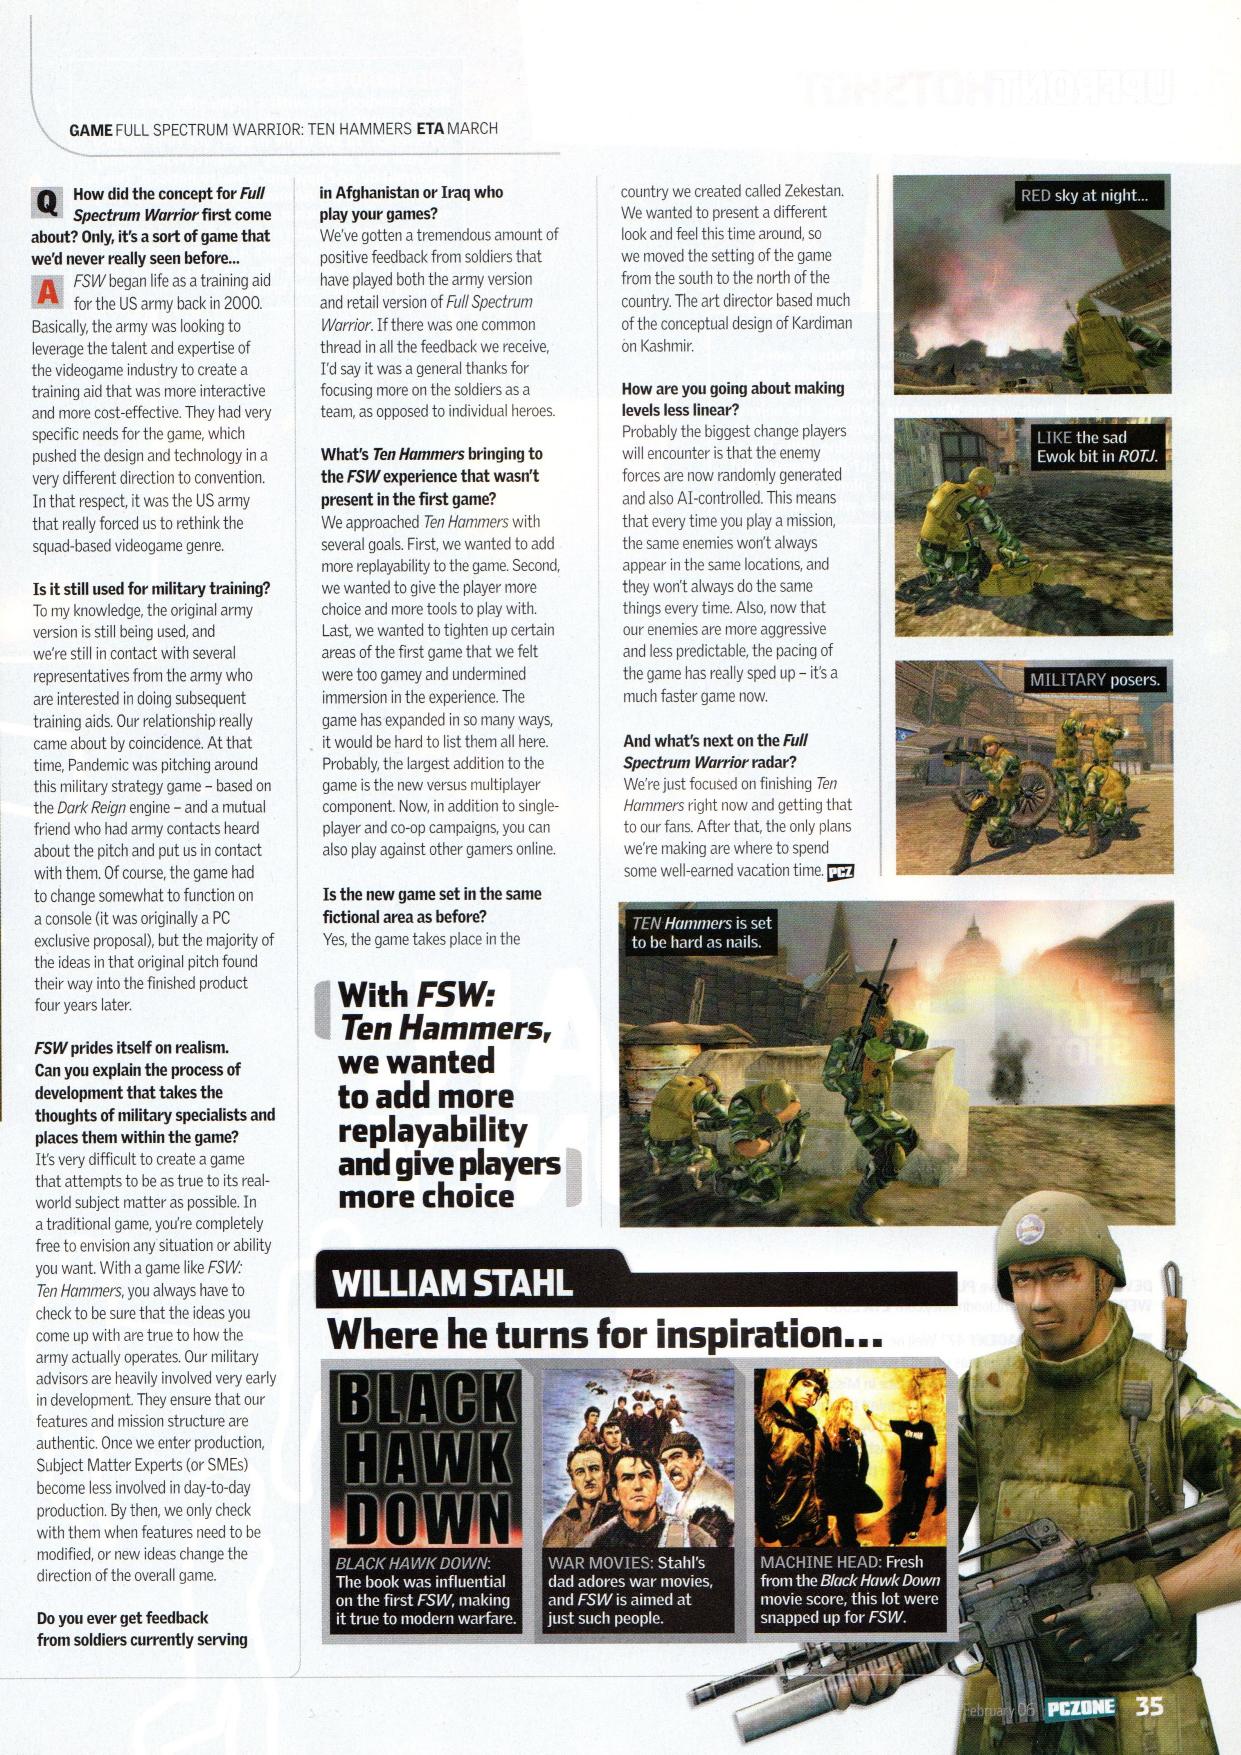 GAME FULL SPECTRUM WARRIOR: TEN HAMMERS ETA MARCH
Q How did the concept for Full
Spectrum Warrior first come
about? Only, it's a sort of game that
we'd never really seen before...
A FSW began life as a training aid
for the US army back in 2000.
Basically, the army was looking to
leverage the talent and expertise of
the videogame industry to create a
training aid that was more interactive
and more cost-effective. They had very
specific needs for the game, which
pushed the design and technology in a
very different direction to convention.
In that respect, it was the US army
that really forced us to rethink the
squad-based videogame genre.
Is it still used for military training?
To my knowledge, the original army
version is still being used, and
we're still in contact with several
representatives from the army who
are interested in doing subsequent
training aids. Our relationship really
came about by coincidence. At that
time, Pandemic was pitching around
this military strategy game – based on
the Dark Reign engine – and a mutual
friend who had army contacts heard
about the pitch and put us in contact
with them. Of course, the game had
to change somewhat to function on
a console (it was originally a PC
exclusive proposal), but the majority of
the ideas in that original pitch found
their way into the finished product
four years later.
FSW prides itself on realism.
Can you explain the process of
development that takes the
thoughts of military specialists and
places them within the game?
It's very difficult to create a game
that attempts to be as true to its real-
world subject matter as possible. In
a traditional game, you're completely
free to envision any situation or ability
you want. With a game like FSW:
Ten Hammers, you always have to
check to be sure that the ideas you
come up with are true to how the
army actually operates. Our military
advisors are heavily involved very early
in development. They ensure that our
features and mission structure are
authentic. Once we enter production,
Subject Matter Experts (or SMEs)
become less involved in day-to-day
production. By then, we only check
with them when features need to be
modified, or new ideas change the
direction of the overall game.
Do you ever get feedback
from soldiers currently serving
in Afghanistan or Iraq who
play your games?
We've gotten a tremendous amount of
positive feedback from soldiers that
have played both the army version
and retail version of Full Spectrum
Warrior. If there was one common
thread in all the feedback we receive,
I'd say it was a general thanks for
focusing more on the soldiers as a
team, as opposed to individual heroes.
What's Ten Hammers bringing to
the FSW experience that wasn't
present in the first game?
We approached Ten Hammers with
several goals. First, we wanted to add
more replayability to the game. Second,
we wanted to give the player more
choice and more tools to play with.
Last, we wanted to tighten up certain
areas of the first game that we felt
were too gamey and undermined
immersion in the experience. The
game has expanded in so many ways,
it would be hard to list them all here.
Probably, the largest addition to the
game is the new versus multiplayer
component. Now, in addition to single-
player and co-op campaigns, you can
also play against other gamers online.
Is the new game set in the same
fictional area as before?
Yes, the game takes place in the
country we created called Zekestan.
We wanted to present a different
look and feel this time around, so
we moved the setting of the game
from the south to the north of the
country. The art director based much
of the conceptual design of Kardiman
on Kashmir.
How are you going about making
levels less linear?
Probably the biggest change players
will encounter is that the enemy
forces are now randomly generated
and also AI-controlled. This means
that every time you play a mission,
the same enemies won't always
appear in the same locations, and
they won't always do the same
things every time. Also, now that
our enemies are more aggressive
and less predictable, the pacing of
the game has really sped up – it's a
much faster game now.
And what's next on the Full
Spectrum Warrior radar?
We're just focused on finishing Ten
Hammers right now and getting that
to our fans. After that, the only plans
we're making are where to spend
some well-earned vacation time. PCZ
With FSW:
Ten Hammers,
we wanted
to add more
replayability
and give players
more choice
RED sky at night...
LIKE the sad
Ewok bit in ROTJ.
MILITARY posers.
TEN Hammers is set
to be hard as nails.
WILLIAM STAHL
Where he turns for inspiration...
BLACK
HAWK
DOWN
BLACK HAWK DOWN:
The book was influential
on the first FSW, making
it true to modern warfare.
WAR MOVIES: Stahl's
dad adores war movies,
and FSW is aimed at
just such people.
MACHINE HEAD: Fresh
from the Black Hawk Down
movie score, this lot were
snapped up for FSW.
February 06 PCZONE 35